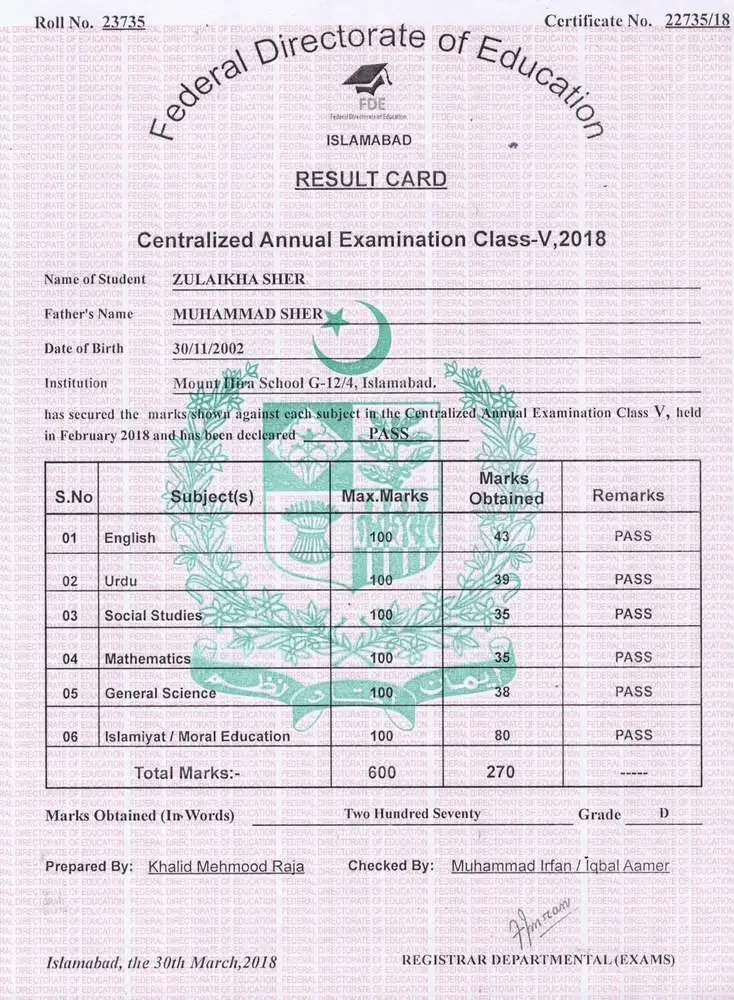 Roll No. 23735
Certificate No. 22735/18
Federal Directorate of Education
FDE
Federal Directorate of Education
ISLAMABAD
RESULT CARD
Centralized Annual Examination Class-V,2018
Name of Student ZULAIKHA SHER
Father's Name MUHAMMAD SHER
Date of Birth 30/11/2002
Institution Mount Hira School G-12/4, Islamabad.
has secured the marks shown against each subject in the Centralized Annual Examination Class V, held
in February 2018 and has been decleared PASS
S.No Subject(s) Max.Marks Marks Obtained Remarks
01 English 100 43 PASS
02 Urdu 100 39 PASS
03 Social Studies 100 35 PASS
04 Mathematics 100 35 PASS
05 General Science 100 38 PASS
06 Islamiyat / Moral Education 100 80 PASS
Total Marks:- 600 270 -----
Marks Obtained (In Words) Two Hundred Seventy Grade D
Prepared By: Khalid Mehmood Raja Checked By: Muhammad Irfan / Iqbal Aamer
Islamabad, the 30th March,2018
REGISTRAR DEPARTMENTAL (EXAMS)